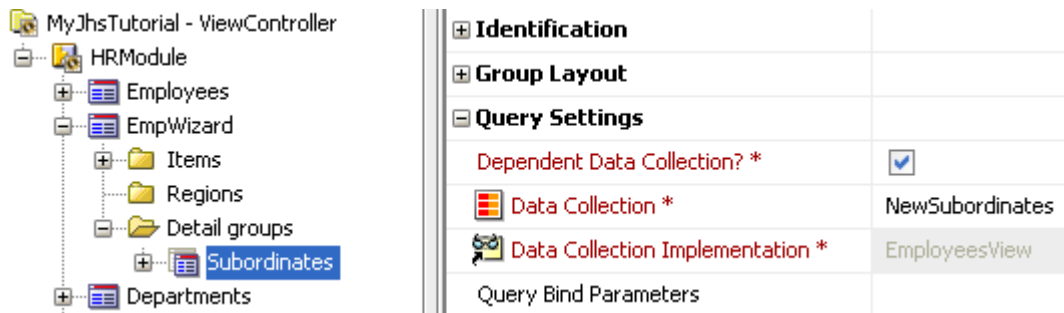 MyJhsTutorial - ViewController
HRModule
Employees
EmpWizard
Items
Regions
Detail groups
Subordinates
Departments
Identification
Group Layout
Query Settings
Dependent Data Collection? *
Data Collection * NewSubordinates
Data Collection Implementation * EmployeesView
Query Bind Parameters